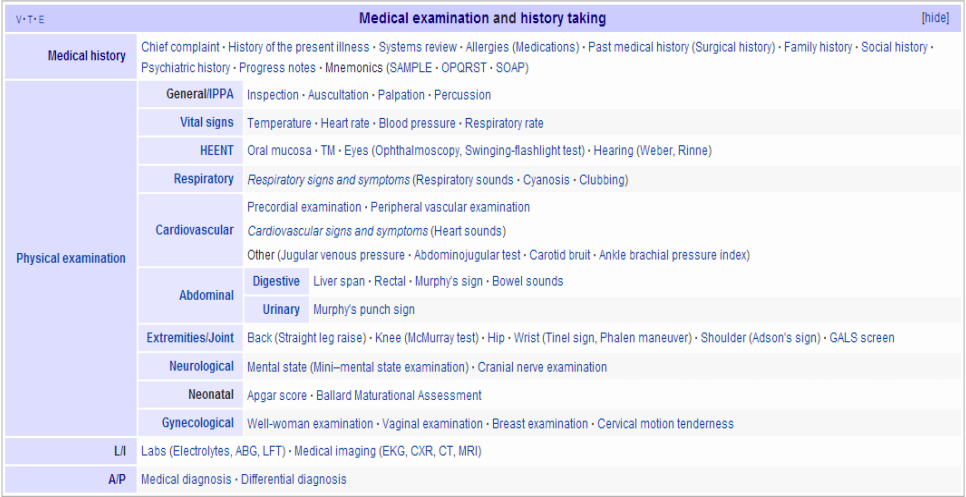 V · T · E Medical examination and history taking [hide]
Medical history Chief complaint · History of the present illness · Systems review · Allergies (Medications) · Past medical history (Surgical history) · Family history · Social history ·
Psychiatric history · Progress notes · Mnemonics (SAMPLE · OPQRST · SOAP)
Physical examination
General/IPPA Inspection · Auscultation · Palpation · Percussion
Vital signs Temperature · Heart rate · Blood pressure · Respiratory rate
HEENT Oral mucosa · TM · Eyes (Ophthalmoscopy, Swinging-flashlight test) · Hearing (Weber, Rinne)
Respiratory Respiratory signs and symptoms (Respiratory sounds · Cyanosis · Clubbing)
Cardiovascular
Precordial examination · Peripheral vascular examination
Cardiovascular signs and symptoms (Heart sounds)
Other (Jugular venous pressure · Abdominojugular test · Carotid bruit · Ankle brachial pressure index)
Abdominal
Digestive Liver span · Rectal · Murphy's sign · Bowel sounds
Urinary Murphy's punch sign
Extremities/Joint Back (Straight leg raise) · Knee (McMurray test) · Hip · Wrist (Tinel sign, Phalen maneuver) · Shoulder (Adson's sign) · GALS screen
Neurological Mental state (Mini–mental state examination) · Cranial nerve examination
Neonatal Apgar score · Ballard Maturational Assessment
Gynecological Well-woman examination · Vaginal examination · Breast examination · Cervical motion tenderness
L/I Labs (Electrolytes, ABG, LFT) · Medical imaging (EKG, CXR, CT, MRI)
A/P Medical diagnosis · Differential diagnosis